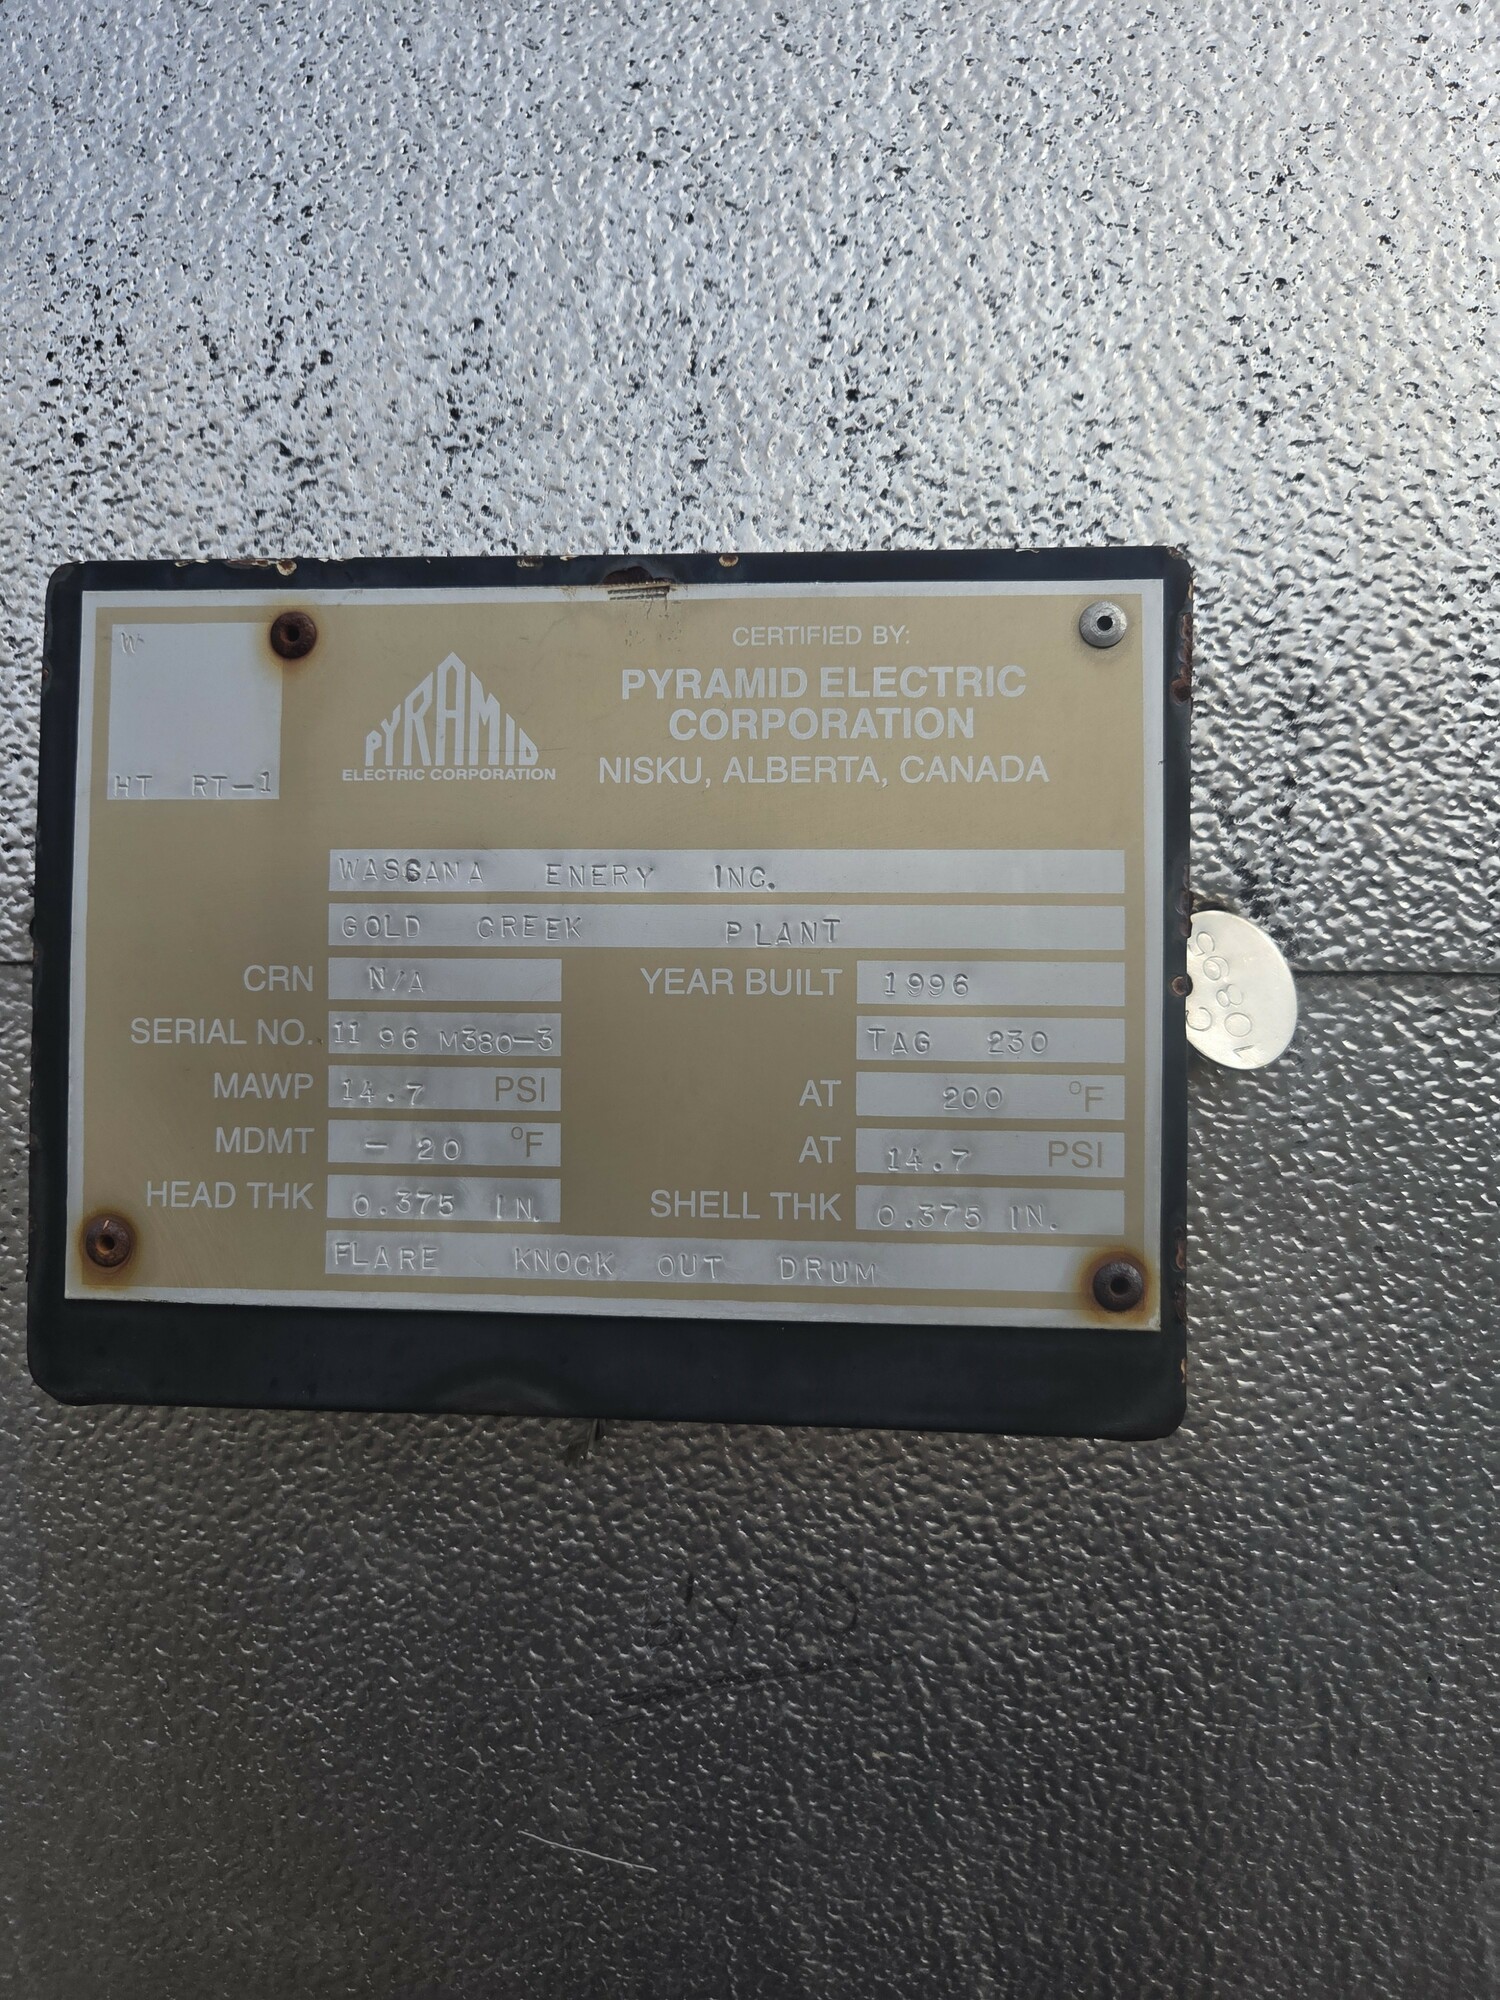 W
HT RT-1
PYRAMID
ELECTRIC CORPORATION
CERTIFIED BY:
PYRAMID ELECTRIC
CORPORATION
NISKU, ALBERTA, CANADA
WASGANA ENERY INC.
GOLD CREEK PLANT
CRN N/A YEAR BUILT 1996
SERIAL NO. 11 96 M380-3 TAG 230
MAWP 14.7 PSI AT 200 °F
MDMT - 20 °F AT 14.7 PSI
HEAD THK 0.375 IN. SHELL THK 0.375 IN.
FLARE KNOCK OUT DRUM